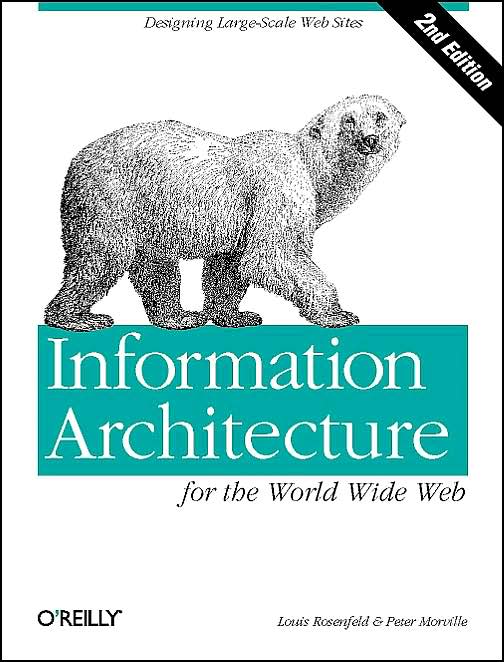 Designing Large-Scale Web Sites
2nd Edition
Information
Architecture
for the World Wide Web
O'REILLY
Louis Rosenfeld & Peter Morville